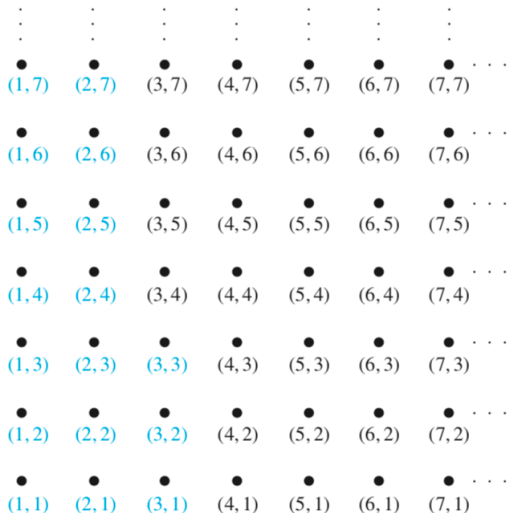 (1, 7) (2, 7) (3, 7) (4, 7) (5, 7) (6, 7) (7, 7) · · ·
(1, 6) (2, 6) (3, 6) (4, 6) (5, 6) (6, 6) (7, 6) · · ·
(1, 5) (2, 5) (3, 5) (4, 5) (5, 5) (6, 5) (7, 5) · · ·
(1, 4) (2, 4) (3, 4) (4, 4) (5, 4) (6, 4) (7, 4) · · ·
(1, 3) (2, 3) (3, 3) (4, 3) (5, 3) (6, 3) (7, 3) · · ·
(1, 2) (2, 2) (3, 2) (4, 2) (5, 2) (6, 2) (7, 2) · · ·
(1, 1) (2, 1) (3, 1) (4, 1) (5, 1) (6, 1) (7, 1) · · ·